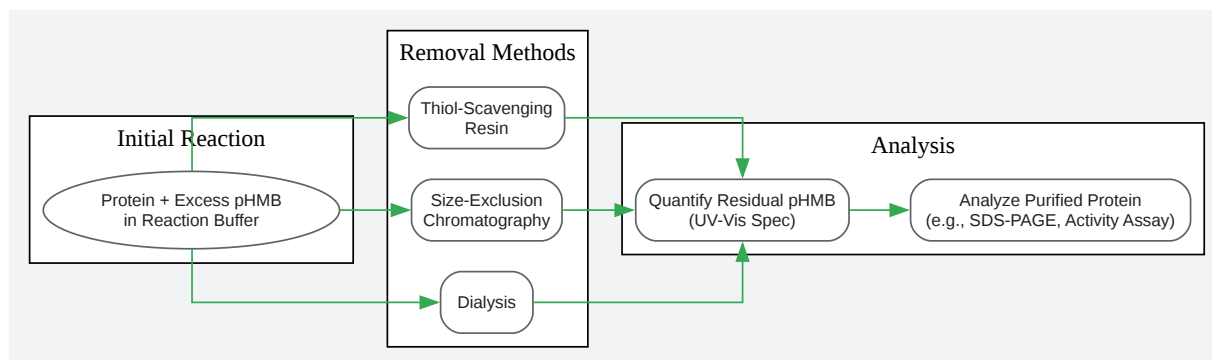 Initial Reaction
Protein + Excess pHMB
in Reaction Buffer
Removal Methods
Thiol-Scavenging
Resin
Size-Exclusion
Chromatography
Dialysis
Analysis
Quantify Residual pHMB
(UV-Vis Spec)
Analyze Purified Protein
(e.g., SDS-PAGE, Activity Assay)